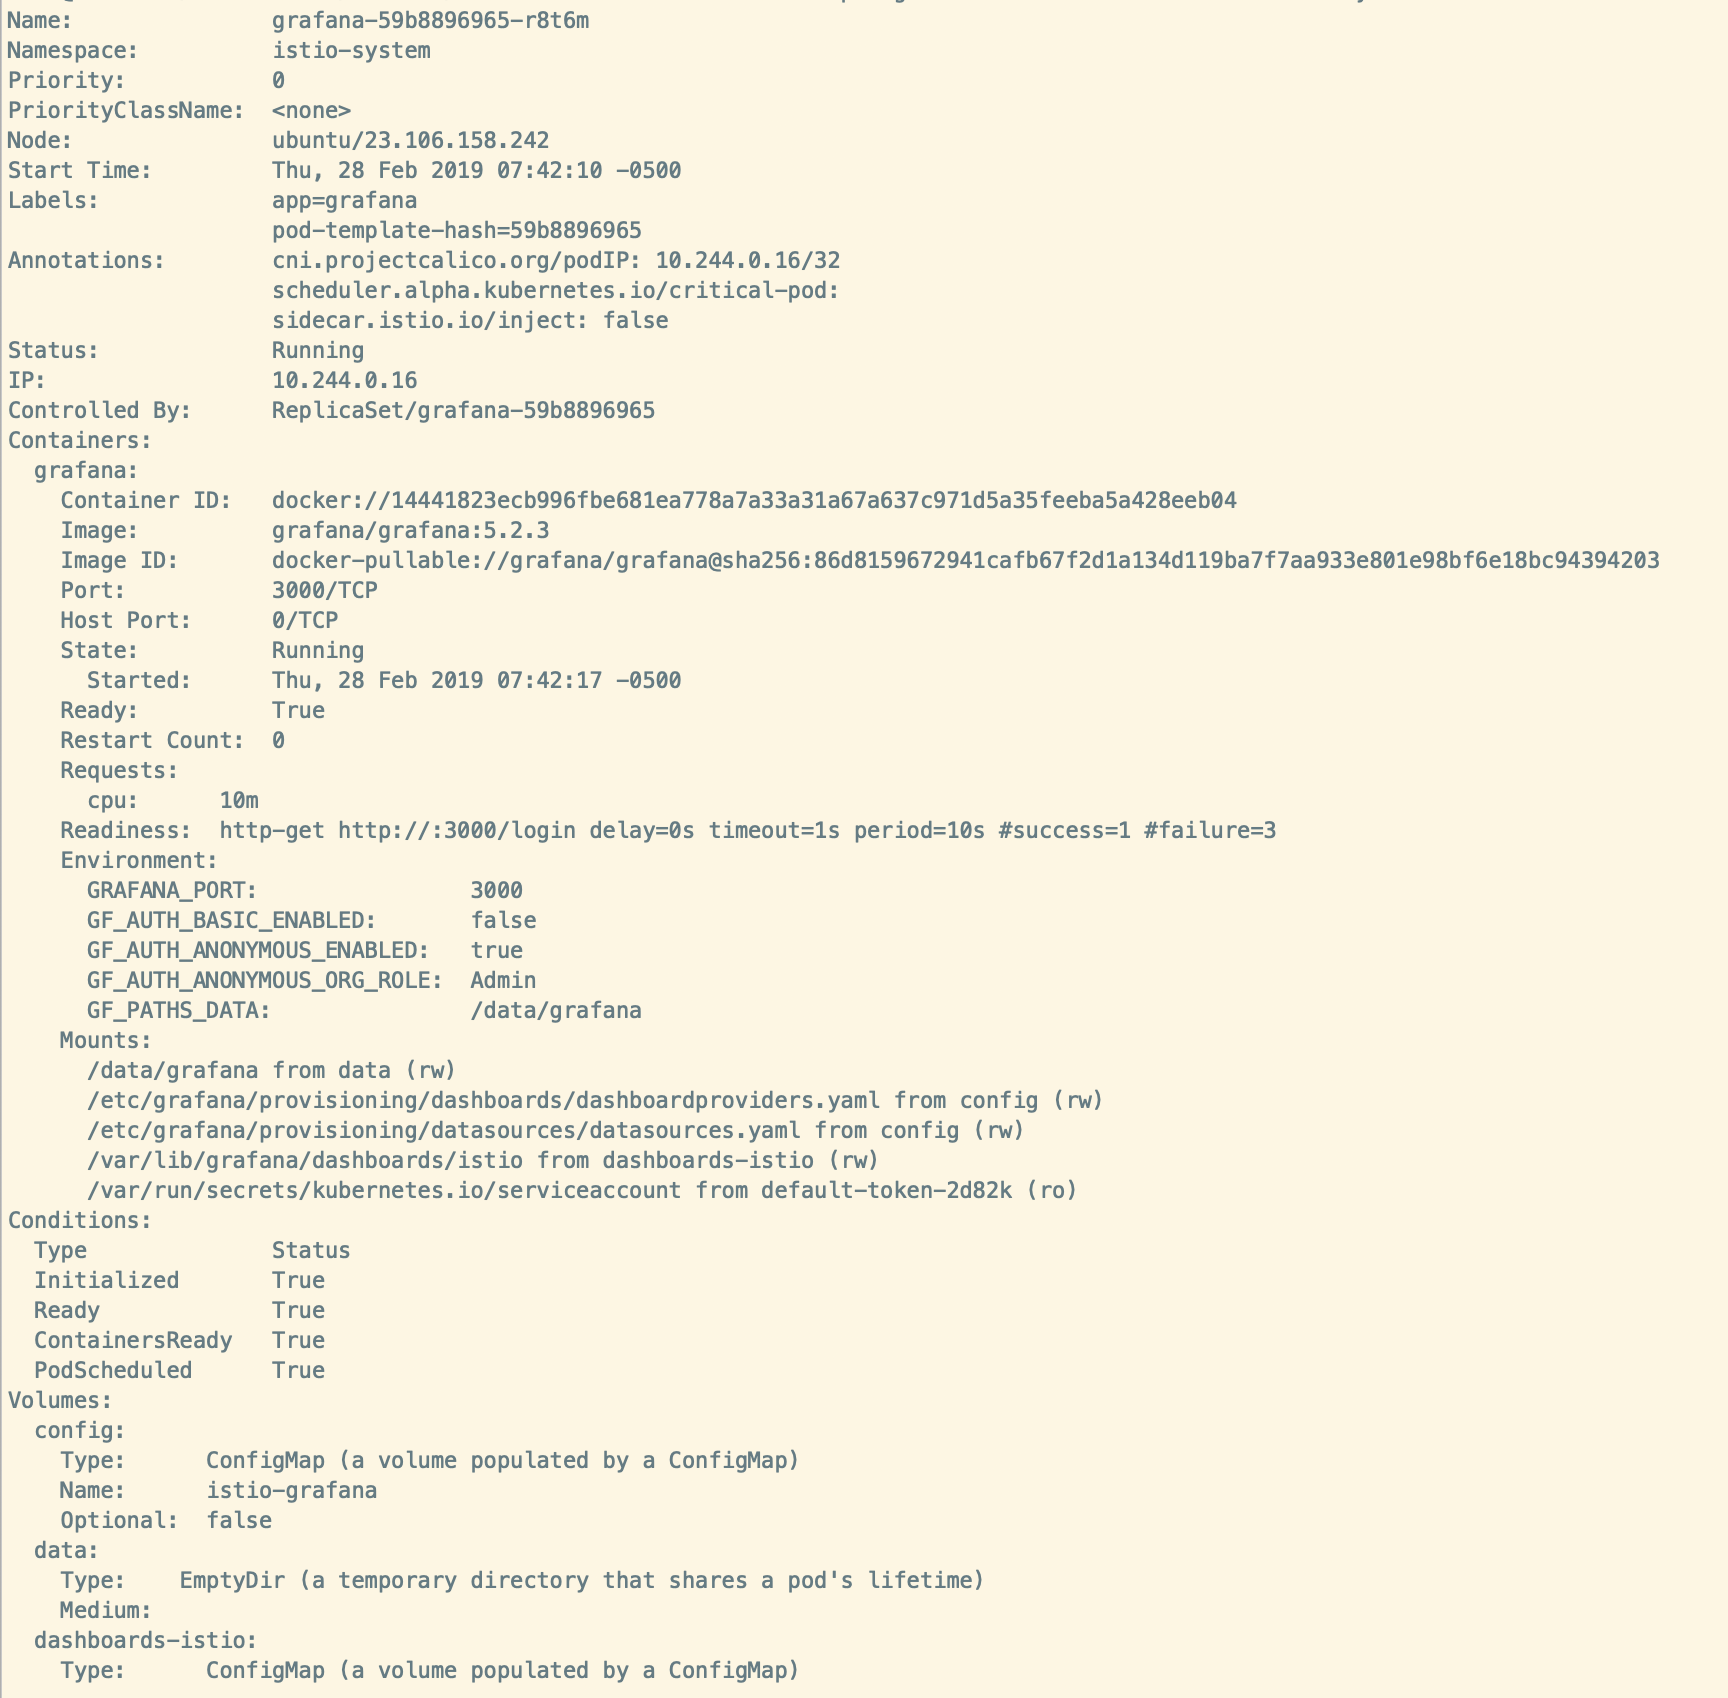 Name:               grafana-59b8896965-r8t6m
Namespace:          istio-system
Priority:           0
PriorityClassName:  <none>
Node:               ubuntu/23.106.158.242
Start Time:         Thu, 28 Feb 2019 07:42:10 -0500
Labels:             app=grafana
                    pod-template-hash=59b8896965
Annotations:        cni.projectcalico.org/podIP: 10.244.0.16/32
                    scheduler.alpha.kubernetes.io/critical-pod:
                    sidecar.istio.io/inject: false
Status:             Running
IP:                 10.244.0.16
Controlled By:      ReplicaSet/grafana-59b8896965
Containers:
  grafana:
    Container ID:   docker://14441823ecb996fbe681ea778a7a33a31a67a637c971d5a35feeba5a428eeb04
    Image:          grafana/grafana:5.2.3
    Image ID:       docker-pullable://grafana/grafana@sha256:86d8159672941cafb67f2d1a134d119ba7f7aa933e801e98bf6e18bc94394203
    Port:           3000/TCP
    Host Port:      0/TCP
    State:          Running
      Started:      Thu, 28 Feb 2019 07:42:17 -0500
    Ready:          True
    Restart Count:  0
    Requests:
      cpu:      10m
    Readiness:  http-get http://:3000/login delay=0s timeout=1s period=10s #success=1 #failure=3
    Environment:
      GRAFANA_PORT:                3000
      GF_AUTH_BASIC_ENABLED:       false
      GF_AUTH_ANONYMOUS_ENABLED:   true
      GF_AUTH_ANONYMOUS_ORG_ROLE:  Admin
      GF_PATHS_DATA:               /data/grafana
    Mounts:
      /data/grafana from data (rw)
      /etc/grafana/provisioning/dashboards/dashboardproviders.yaml from config (rw)
      /etc/grafana/provisioning/datasources/datasources.yaml from config (rw)
      /var/lib/grafana/dashboards/istio from dashboards-istio (rw)
      /var/run/secrets/kubernetes.io/serviceaccount from default-token-2d82k (ro)
Conditions:
  Type              Status
  Initialized       True
  Ready             True
  ContainersReady   True
  PodScheduled      True
Volumes:
  config:
    Type:      ConfigMap (a volume populated by a ConfigMap)
    Name:      istio-grafana
    Optional:  false
  data:
    Type:    EmptyDir (a temporary directory that shares a pod's lifetime)
    Medium:
  dashboards-istio:
    Type:      ConfigMap (a volume populated by a ConfigMap)